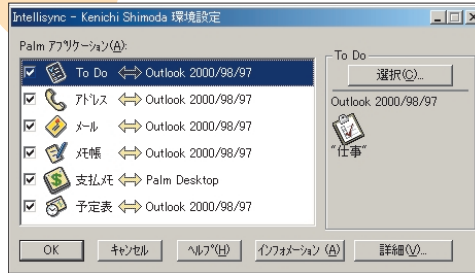 Intellisync - Kenichi Shimoda 環境設定
Palm アプリケーション(A):
To Do Outlook 2000/98/97
アドレス Outlook 2000/98/97
メール Outlook 2000/98/97
メモ帳 Outlook 2000/98/97
支払メモ Palm Desktop
予定表 Outlook 2000/98/97
To Do
選択(C)...
Outlook 2000/98/97
"仕事"
OK キャンセル ヘルプ(H) インフォメーション (A) 詳細(V)...